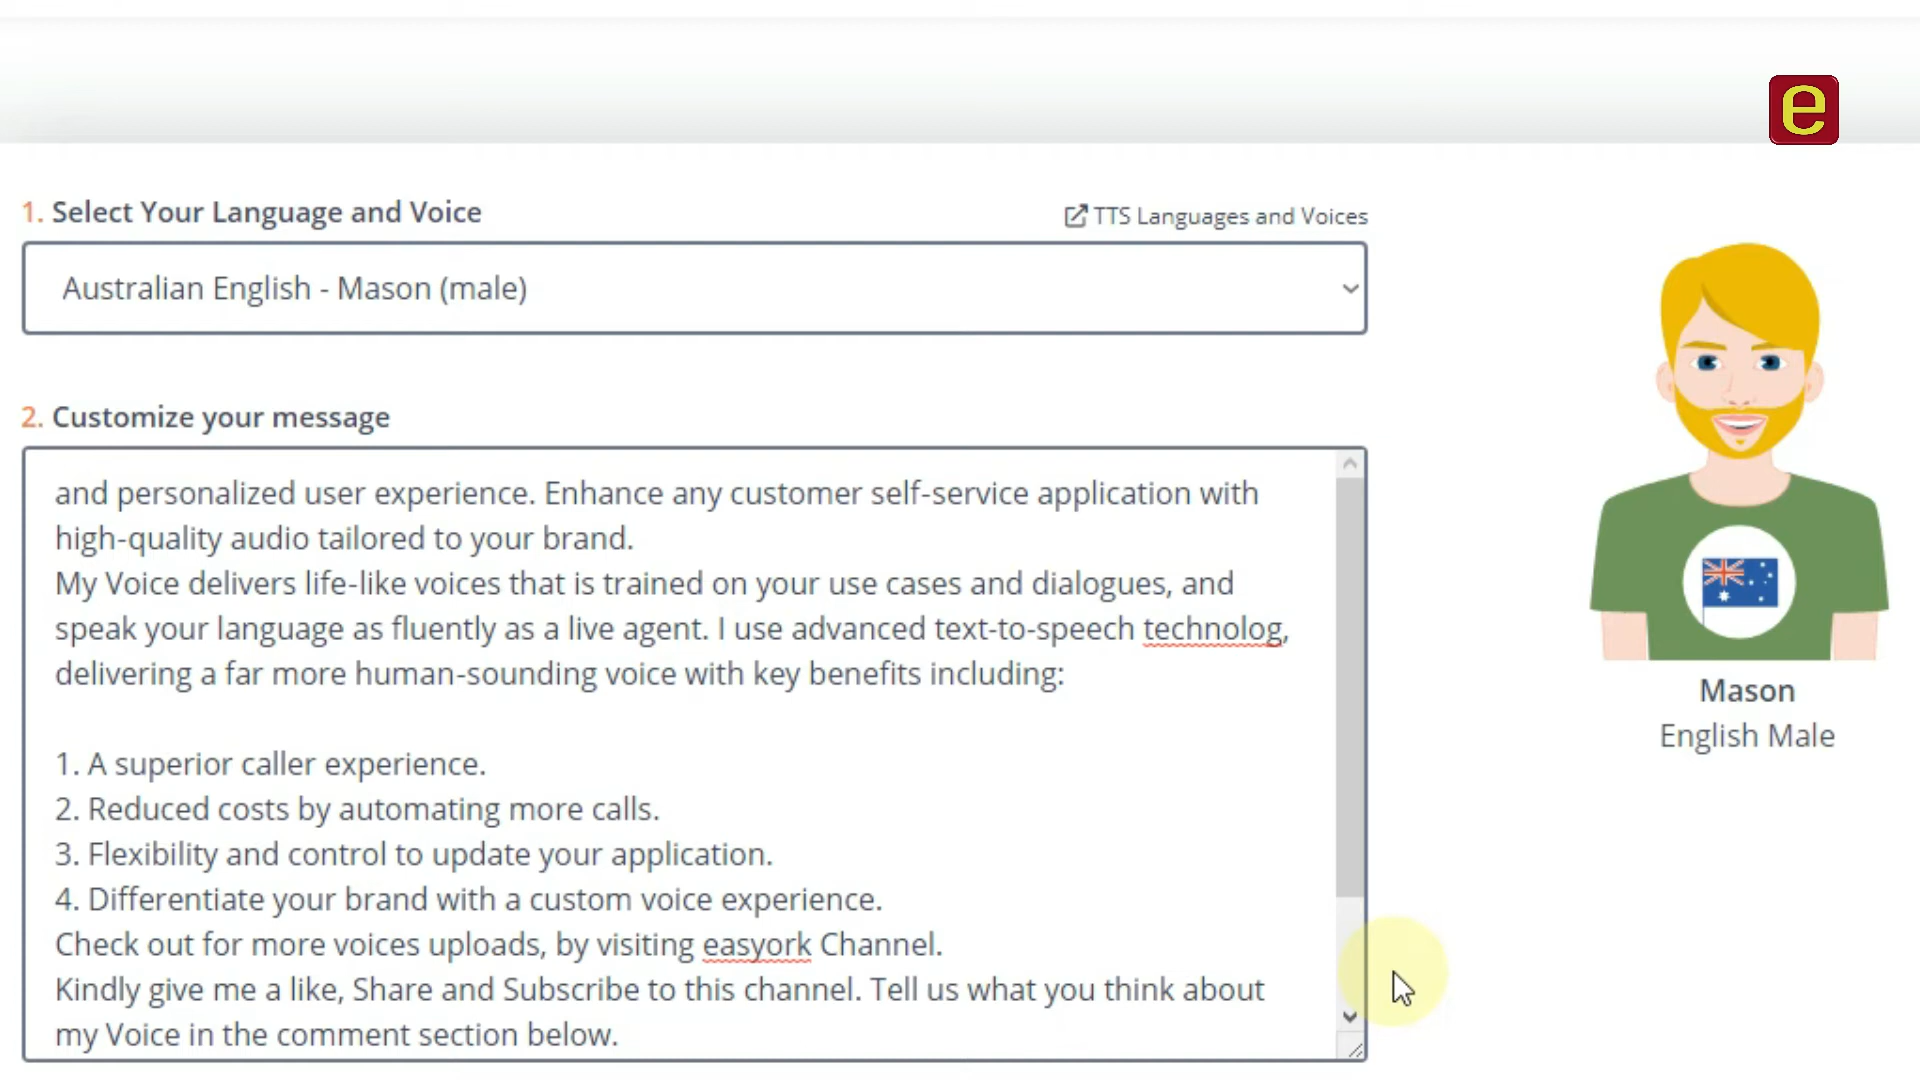 e
1. Select Your Language and Voice
TTS Languages and Voices
Australian English - Mason (male)
2. Customize your message
and personalized user experience. Enhance any customer self-service application with
high-quality audio tailored to your brand.
My Voice delivers life-like voices that is trained on your use cases and dialogues, and
speak your language as fluently as a live agent. I use advanced text-to-speech technolog,
delivering a far more human-sounding voice with key benefits including:
1. A superior caller experience.
2. Reduced costs by automating more calls.
3. Flexibility and control to update your application.
4. Differentiate your brand with a custom voice experience.
Check out for more voices uploads, by visiting easyork Channel.
Kindly give me a like, Share and Subscribe to this channel. Tell us what you think about
my Voice in the comment section below.
Mason
English Male